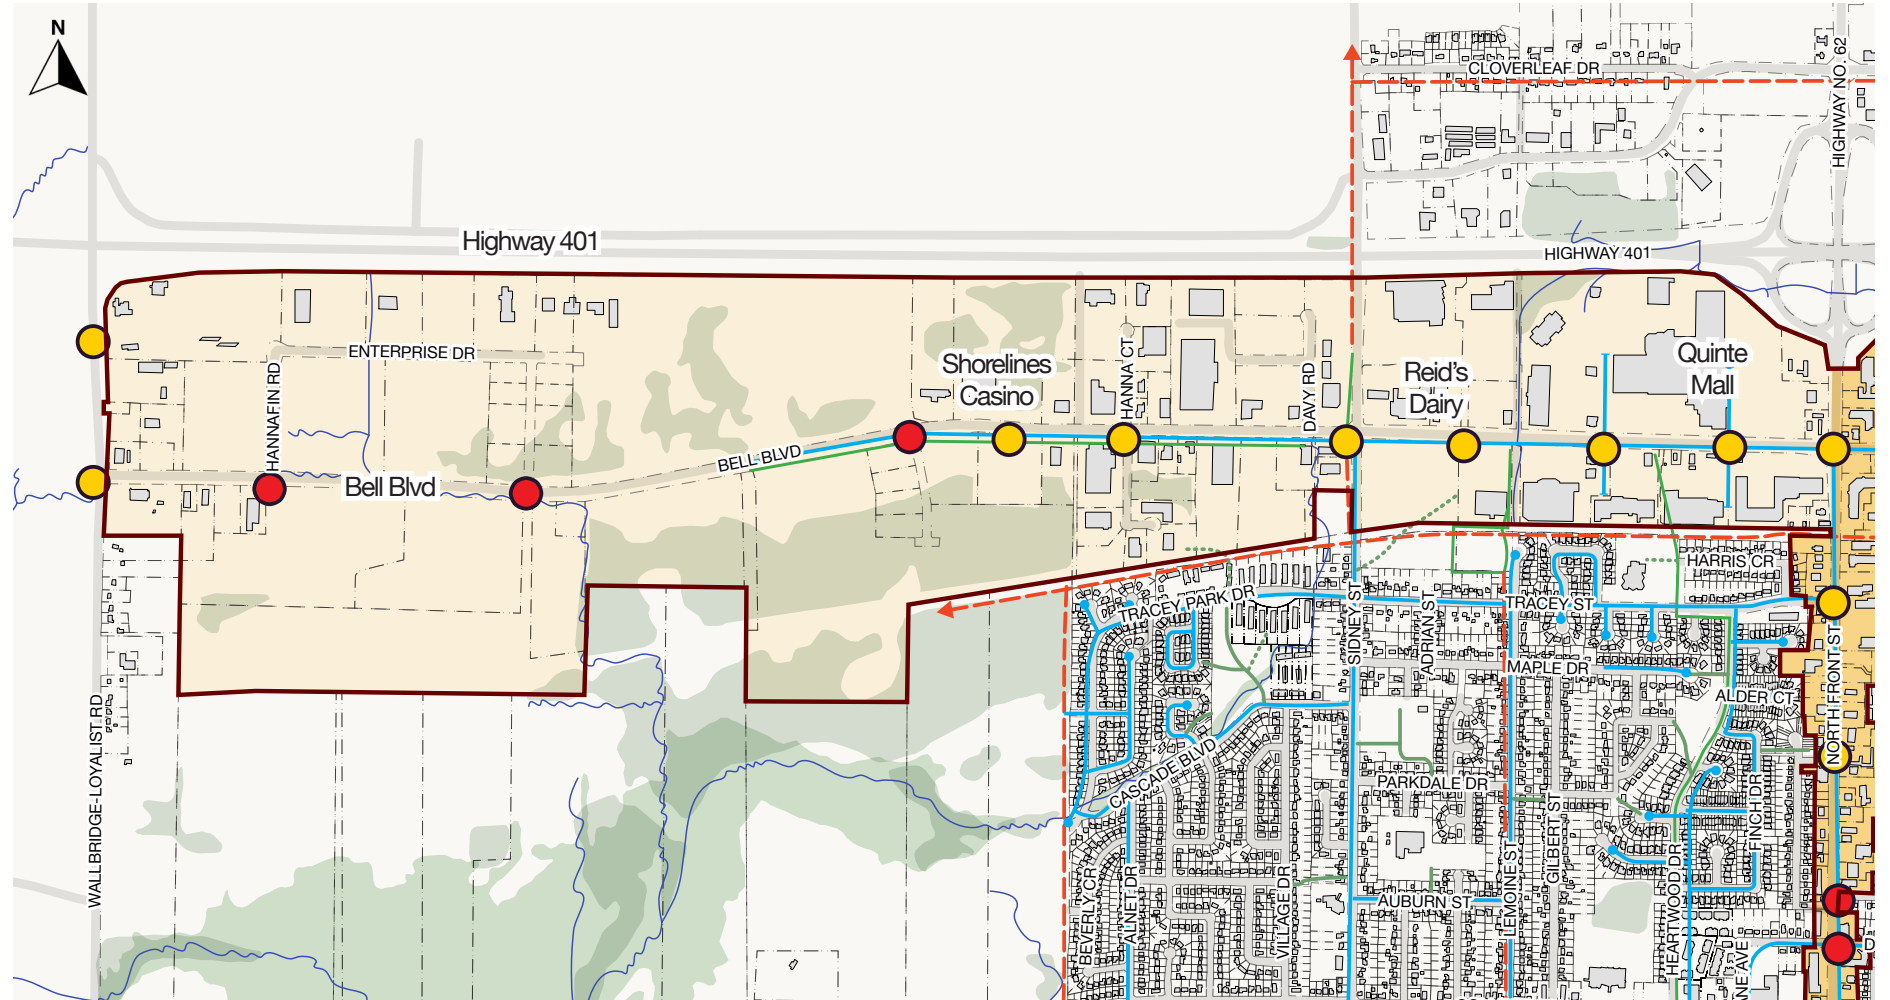 N
HIGHWAY NO. 62
CLOVERLEAF DR
Highway 401
HIGHWAY 401
ENTERPRISE DR
HANNAFIN RD
Shorelines
Casino
HANNA CT
DAVY RD
Reid's
Dairy
Quinte
Mall
BELL BLVD
Bell Blvd
HARRIS CR
TRACEY PARK DR
TRACEY ST
SIDNEY ST
ADRIAN ST
MAPLE DR
ALDER CT
NORTH FRONT ST
WALLBRIDGE-LOYALIST RD
CASCADE BLVD
PARKDALE DR
FINCH DR
GILBERT ST
LEMOINE ST
HEARTWOOD DR
AUBURN ST
BEVERLY CR
ALNET DR
VILLAGE DR
NE AVE
D